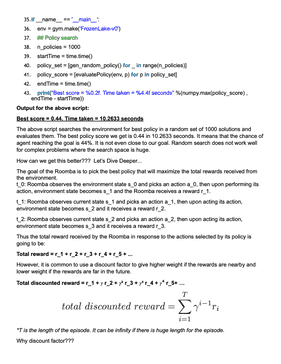 35.if __name__ == '__main__':
36. env = gym.make('FrozenLake-v0')
37. ## Policy search
38. n_policies = 1000
39. startTime = time.time()
40. policy_set = [gen_random_policy() for _ in range(n_policies)]
41. policy_score = [evaluatePolicy(env, p) for p in policy_set]
42. endTime = time.time()
43. print("Best score = %0.2f. Time taken = %4.4f seconds" %(numpy.max(policy_score) ,
endTime - startTime))
Output for the above script:
Best score = 0.44. Time taken = 10.2633 seconds
The above script searches the environment for best policy in a random set of 1000 solutions and
evaluates them. The best policy score we get is 0.44 in 10.2633 seconds. It means that the chance of
agent reaching the goal is 44%. It is not even close to our goal. Random search does not work well
for complex problems where the search space is huge.
How can we get this better??? Let's Dive Deeper...
The goal of the Roomba is to pick the best policy that will maximize the total rewards received from
the environment.
t_0: Roomba observes the environment state s_0 and picks an action a_0, then upon performing its
action, environment state becomes s_1 and the Roomba receives a reward r_1.
t_1: Roomba observes current state s_1 and picks an action a_1, then upon acting its action,
environment state becomes s_2 and it receives a reward r_2.
t_2: Roomba observes current state s_2 and picks an action a_2, then upon acting its action,
environment state becomes s_3 and it receives a reward r_3.
Thus the total reward received by the Roomba in response to the actions selected by its policy is
going to be:
Total reward = r_1 + r_2 + r_3 + r_4 + r_5 + ...
However, it is common to use a discount factor to give higher weight if the rewards are nearby and
lower weight if the rewards are far in the future.
Total discounted reward = r_1 + γ r_2 + γ² r_3 + γ³ r_4 + γ⁴ r_5+ ...
total discounted reward = ∑_{i=1}^{T} γ^{i-1} r_i
*T is the length of the episode. It can be infinity if there is huge length for the episode.
Why discount factor???